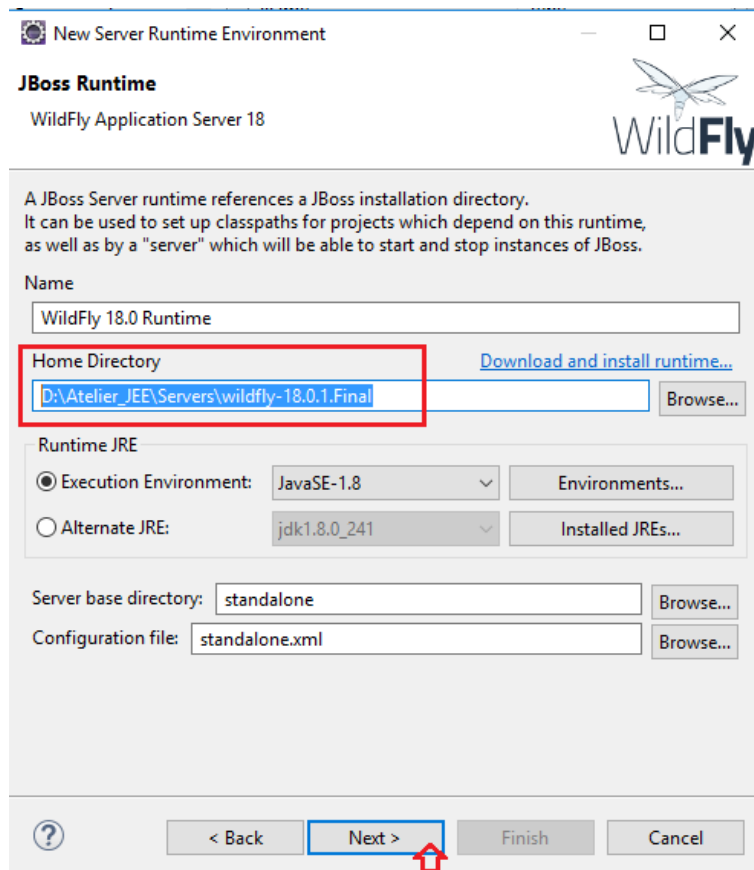 New Server Runtime Environment
JBoss Runtime
WildFly Application Server 18
WildFly
A JBoss Server runtime references a JBoss installation directory.
It can be used to set up classpaths for projects which depend on this runtime,
as well as by a "server" which will be able to start and stop instances of JBoss.
Name
WildFly 18.0 Runtime
Home Directory
Download and install runtime...
D:\Atelier_JEE\Servers\wildfly-18.0.1.Final
Browse...
Runtime JRE
Execution Environment:
JavaSE-1.8
Environments...
Alternate JRE:
jdk1.8.0_241
Installed JREs...
Server base directory:
standalone
Browse...
Configuration file:
standalone.xml
Browse...
?
< Back
Next >
Finish
Cancel